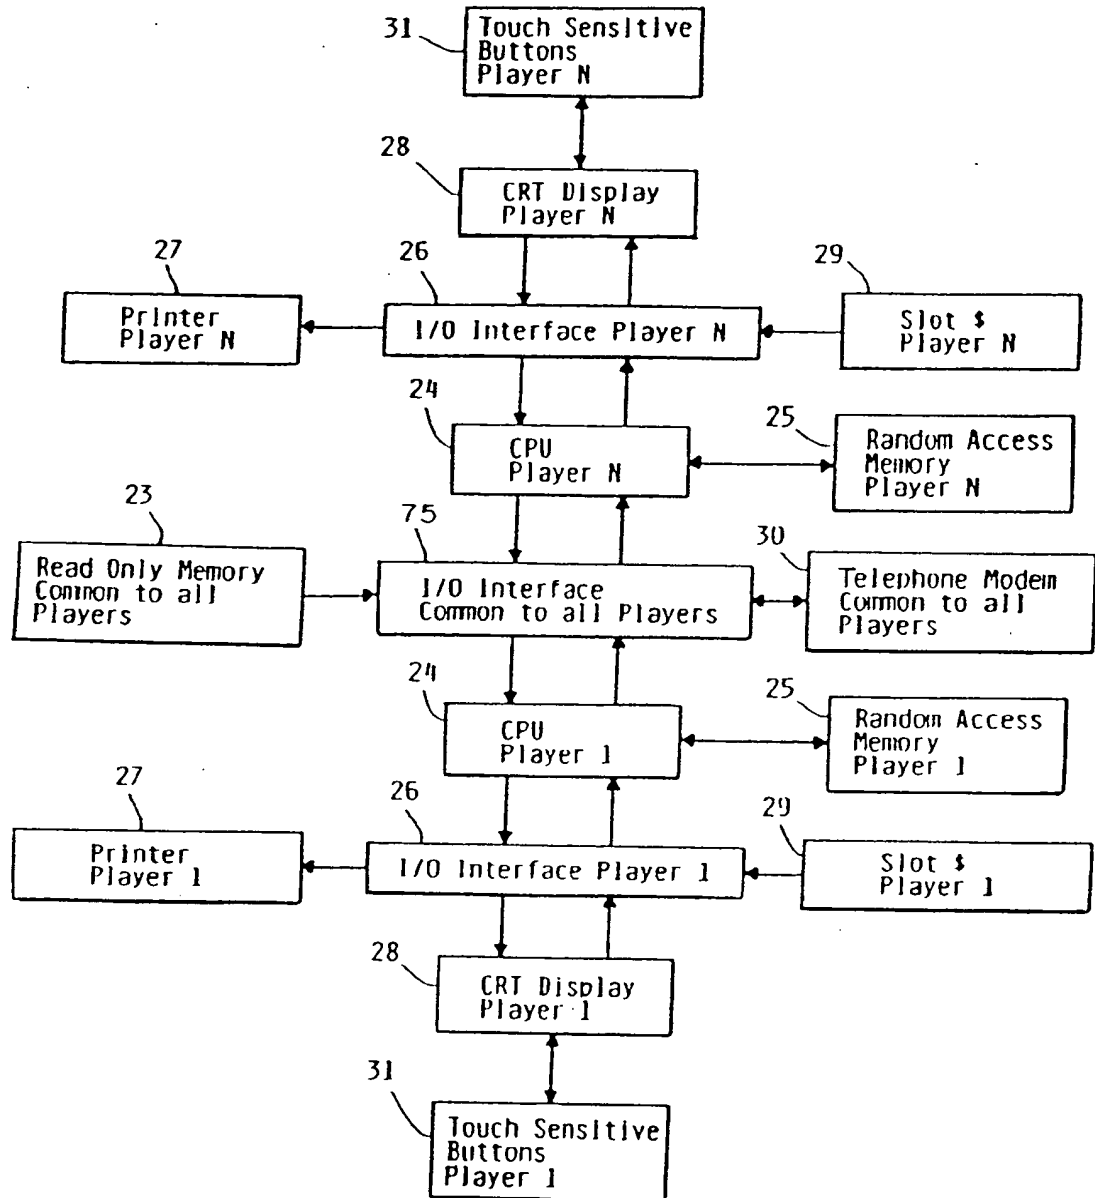 31
Touch Sensitive
Buttons
Player N
28
CRT Display
Player N
27
26
29
Printer
Player N
I/O Interface Player N
Slot $
Player N
24
25
CPU
Player N
Random Access
Memory
Player N
23
75
30
Read Only Memory
Common to all
Players
I/O Interface
Common to all Players
Telephone Modem
Common to all
Players
24
25
CPU
Player 1
Random Access
Memory
Player 1
27
26
29
Printer
Player 1
I/O Interface Player 1
Slot $
Player 1
28
CRT Display
Player 1
31
Touch Sensitive
Buttons
Player 1